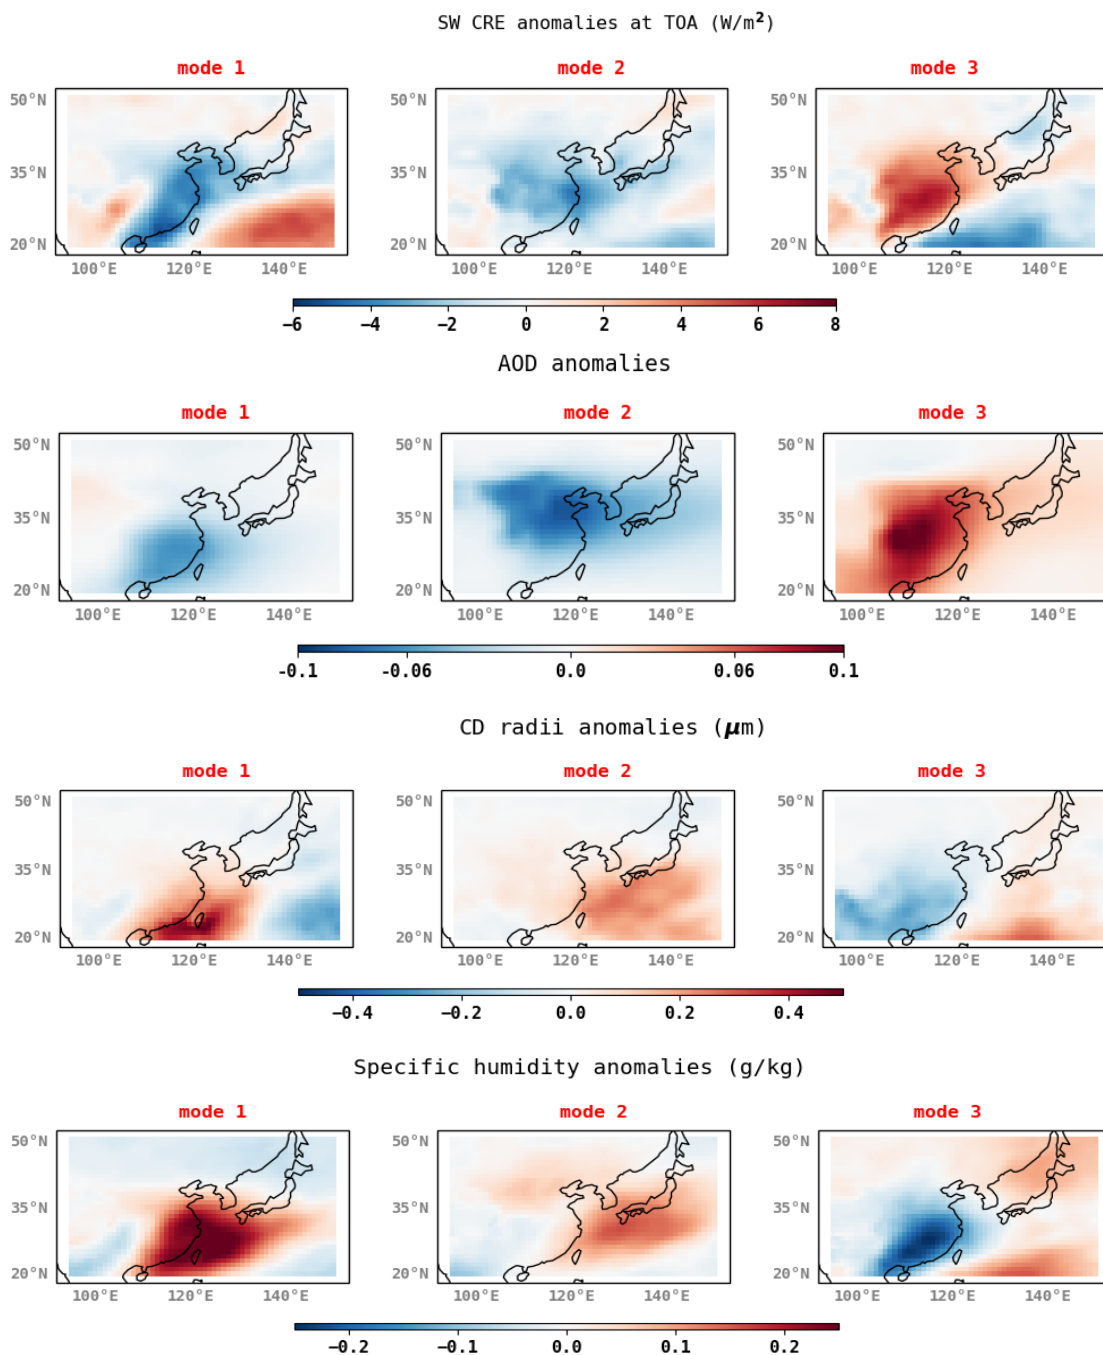 SW CRE anomalies at TOA (W/m²)
mode 1 mode 2 mode 3
50°N 50°N 50°N
35°N 35°N 35°N
20°N 20°N 20°N
100°E 120°E 140°E 100°E 120°E 140°E 100°E 120°E 140°E
−6 −4 −2 0 2 4 6 8
AOD anomalies
mode 1 mode 2 mode 3
50°N 50°N 50°N
35°N 35°N 35°N
20°N 20°N 20°N
100°E 120°E 140°E 100°E 120°E 140°E 100°E 120°E 140°E
-0.1 -0.06 0.0 0.06 0.1
CD radii anomalies (μm)
mode 1 mode 2 mode 3
50°N 50°N 50°N
35°N 35°N 35°N
20°N 20°N 20°N
100°E 120°E 140°E 100°E 120°E 140°E 100°E 120°E 140°E
−0.4 −0.2 0.0 0.2 0.4
Specific humidity anomalies (g/kg)
mode 1 mode 2 mode 3
50°N 50°N 50°N
35°N 35°N 35°N
20°N 20°N 20°N
100°E 120°E 140°E 100°E 120°E 140°E 100°E 120°E 140°E
−0.2 −0.1 0.0 0.1 0.2